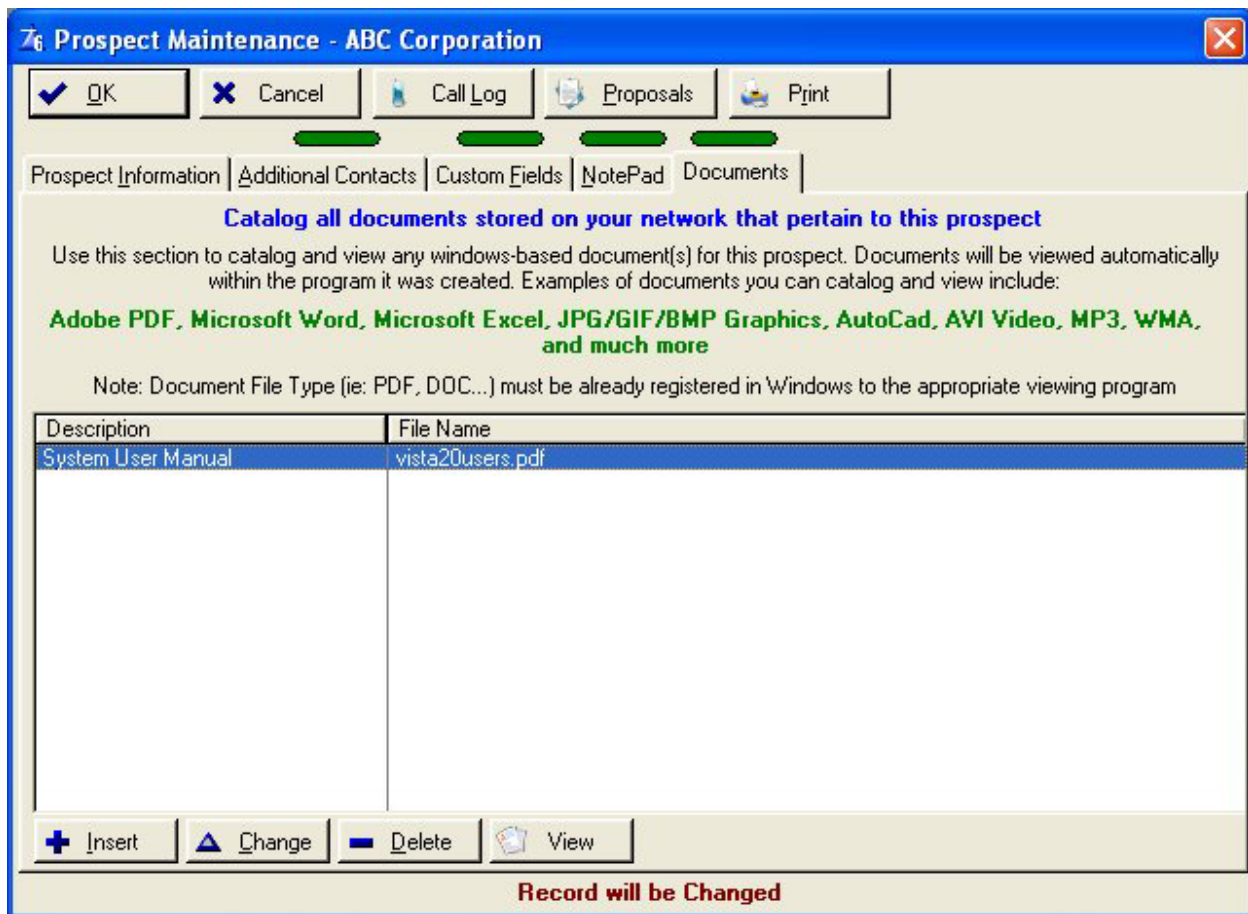 Prospect Maintenance - ABC Corporation
OK Cancel Call Log Proposals Print
Prospect Information Additional Contacts Custom Fields NotePad Documents
Catalog all documents stored on your network that pertain to this prospect
Use this section to catalog and view any windows-based document(s) for this prospect. Documents will be viewed automatically
within the program it was created. Examples of documents you can catalog and view include:
Adobe PDF, Microsoft Word, Microsoft Excel, JPG/GIF/BMP Graphics, AutoCad, AVI Video, MP3, WMA,
and much more
Note: Document File Type (ie: PDF, DOC...) must be already registered in Windows to the appropriate viewing program
Description File Name
System User Manual vista20users.pdf
Insert Change Delete View
Record will be Changed